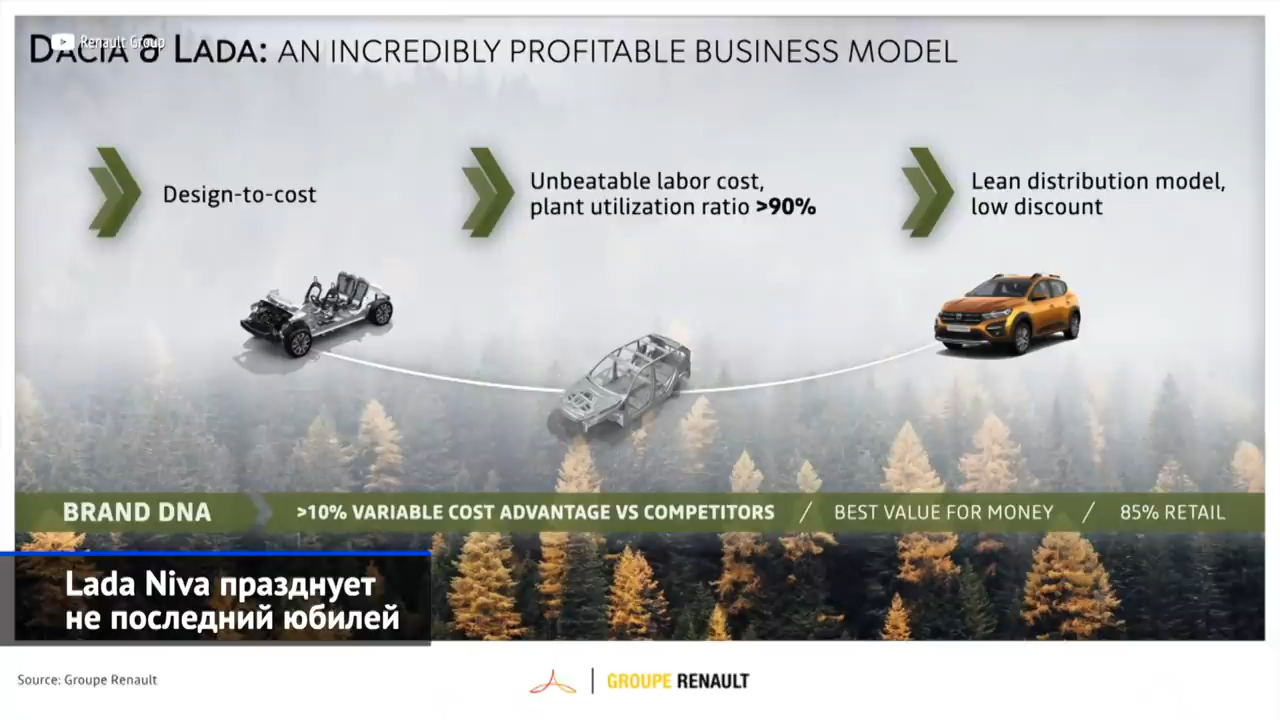 DACIA & LADA: AN INCREDIBLY PROFITABLE BUSINESS MODEL
Renault Group
Design-to-cost
Unbeatable labor cost,
plant utilization ratio >90%
Lean distribution model,
low discount
BRAND DNA
>10% VARIABLE COST ADVANTAGE VS COMPETITORS / BEST VALUE FOR MONEY / 85% RETAIL
Lada Niva празднует
не последний юбилей
Source: Groupe Renault
GROUPE RENAULT